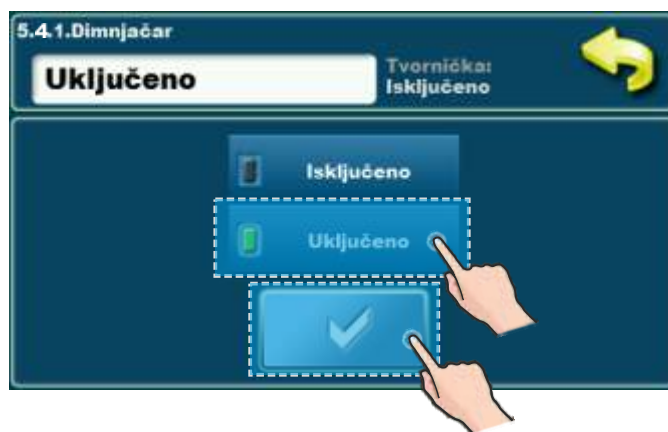 5.4.1.Dimnjačar
Uključeno
Tvornička:
Isključeno
Isključeno
Uključeno